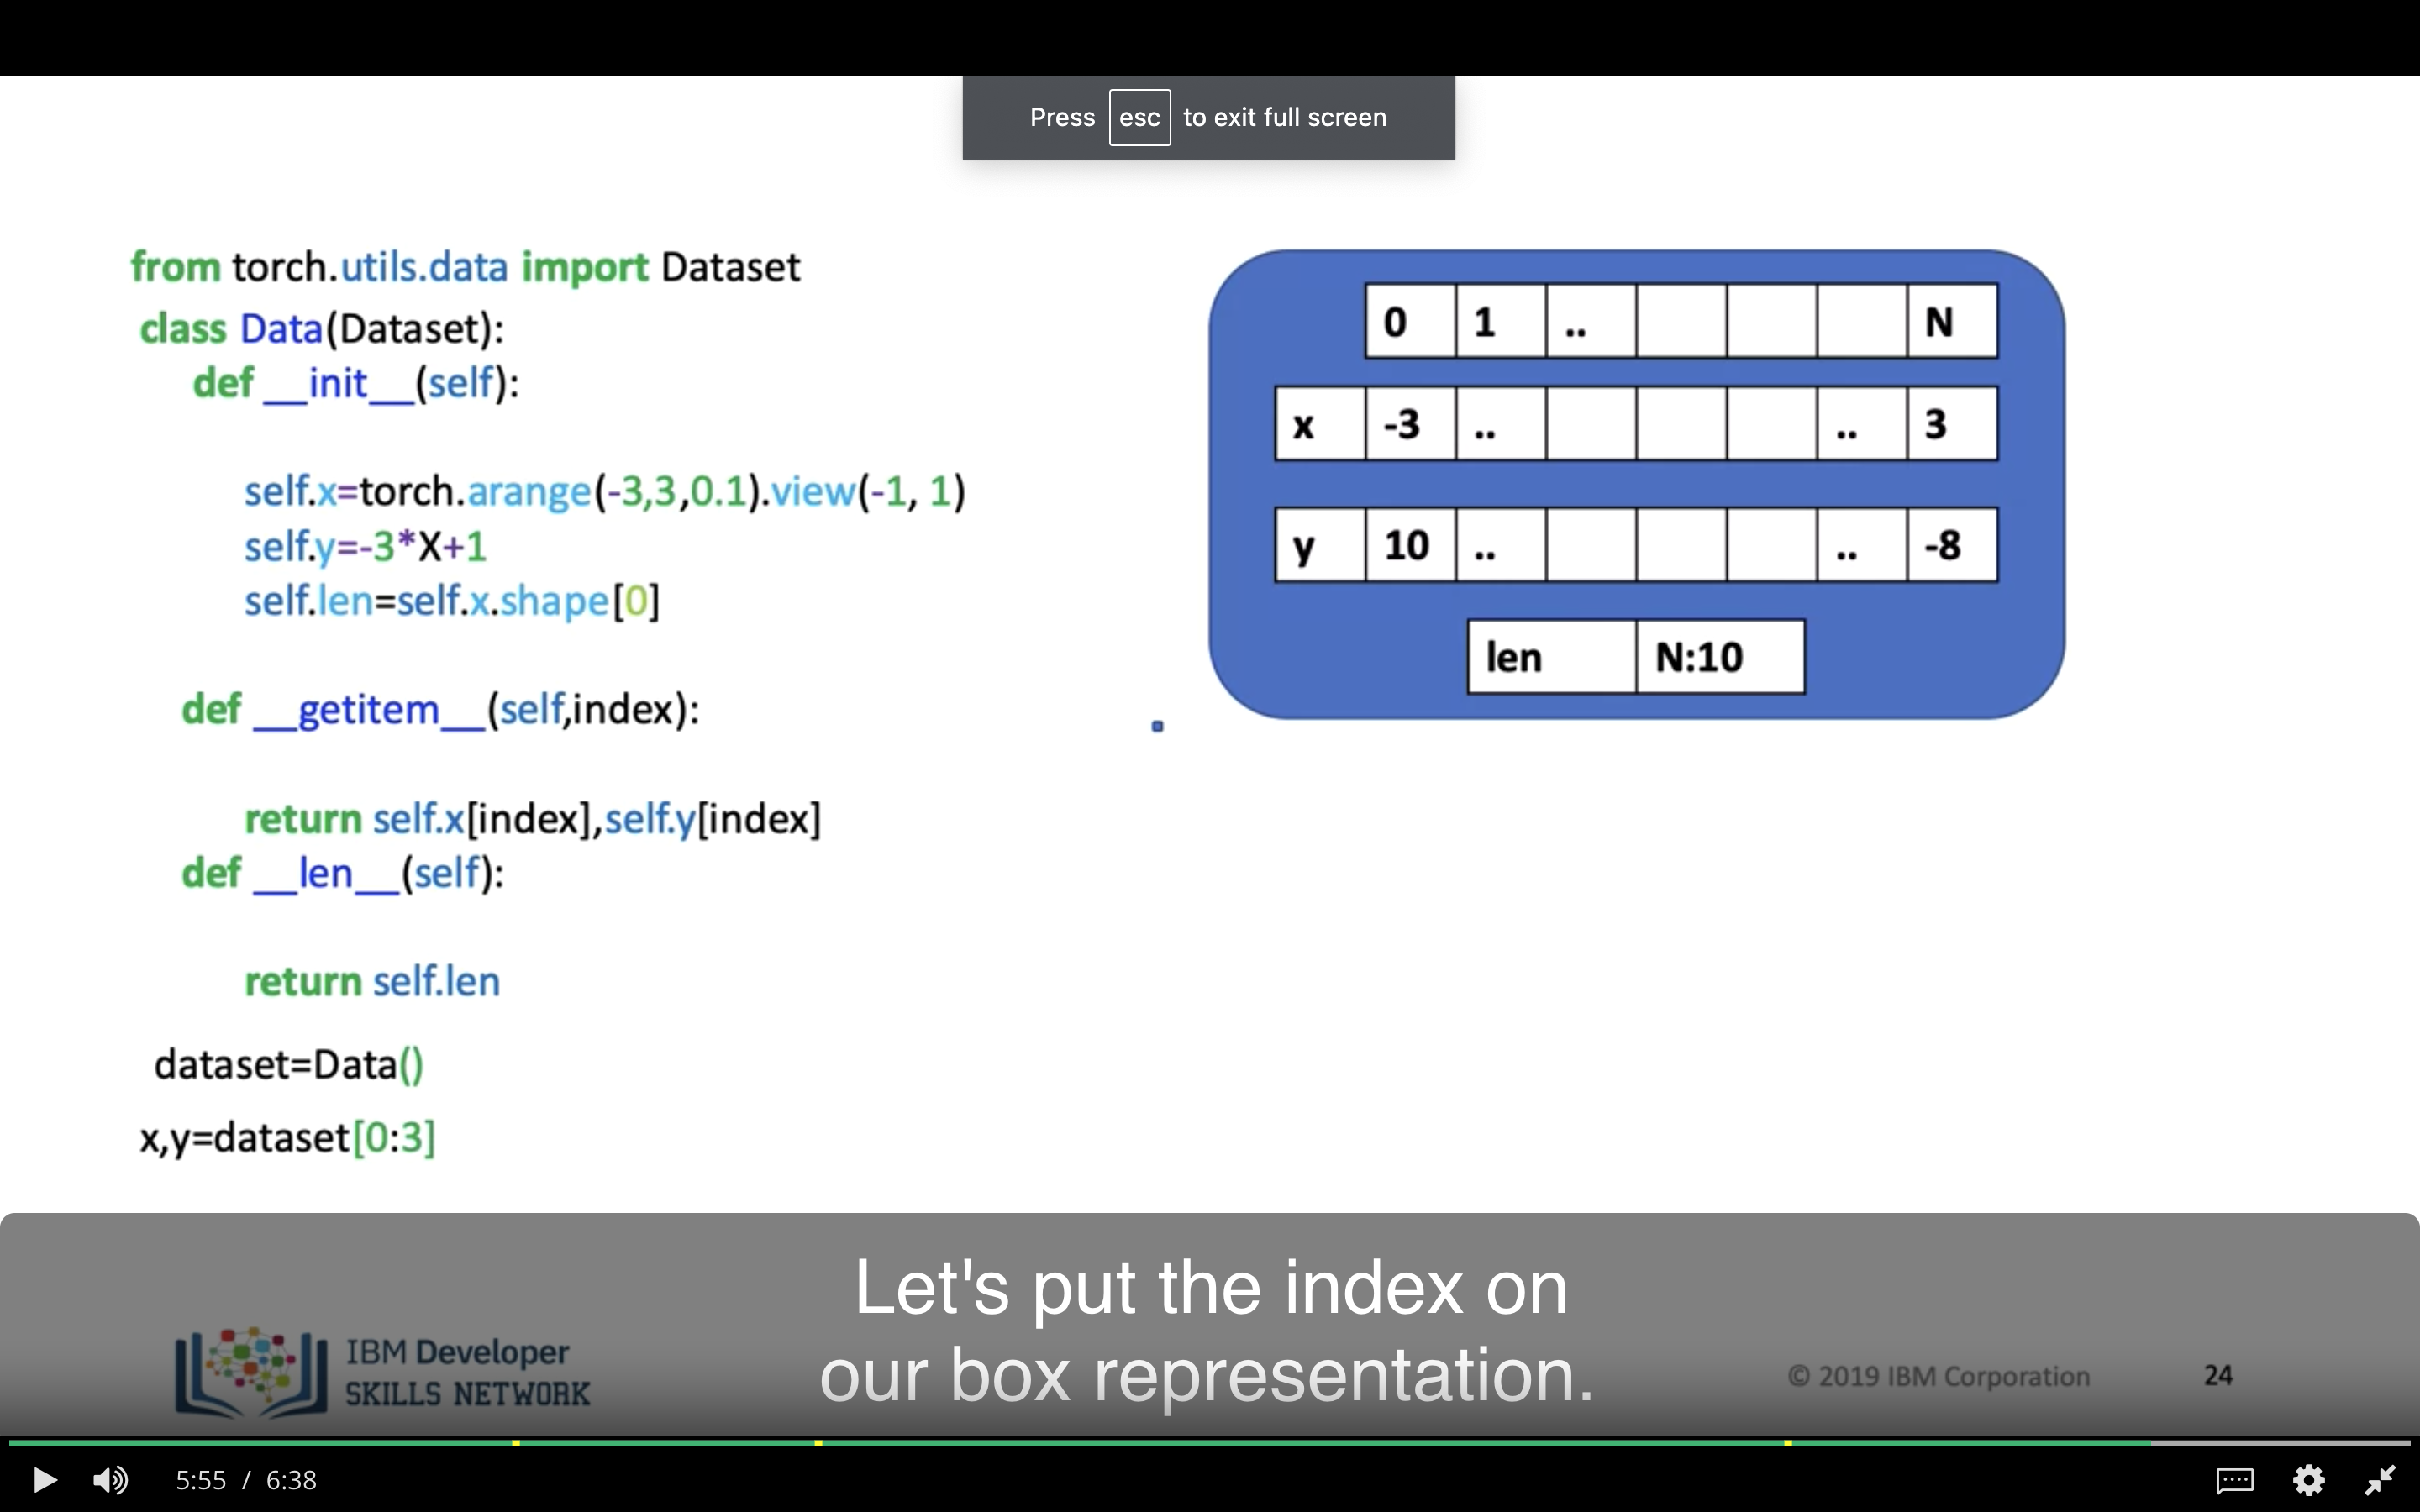 Press esc to exit full screen
from torch.utils.data import Dataset
class Data(Dataset):
def __init__(self):
self.x=torch.arange(-3,3,0.1).view(-1, 1)
self.y=-3*X+1
self.len=self.x.shape[0]
def __getitem__(self,index):
return self.x[index],self.y[index]
def __len__(self):
return self.len
dataset=Data()
x,y=dataset[0:3]
0 1 .. N
x -3 .. .. 3
y 10 .. .. -8
len N:10
Let's put the index on
our box representation.
IBM Developer
SKILLS NETWORK
© 2019 IBM Corporation 24
5:55 / 6:38